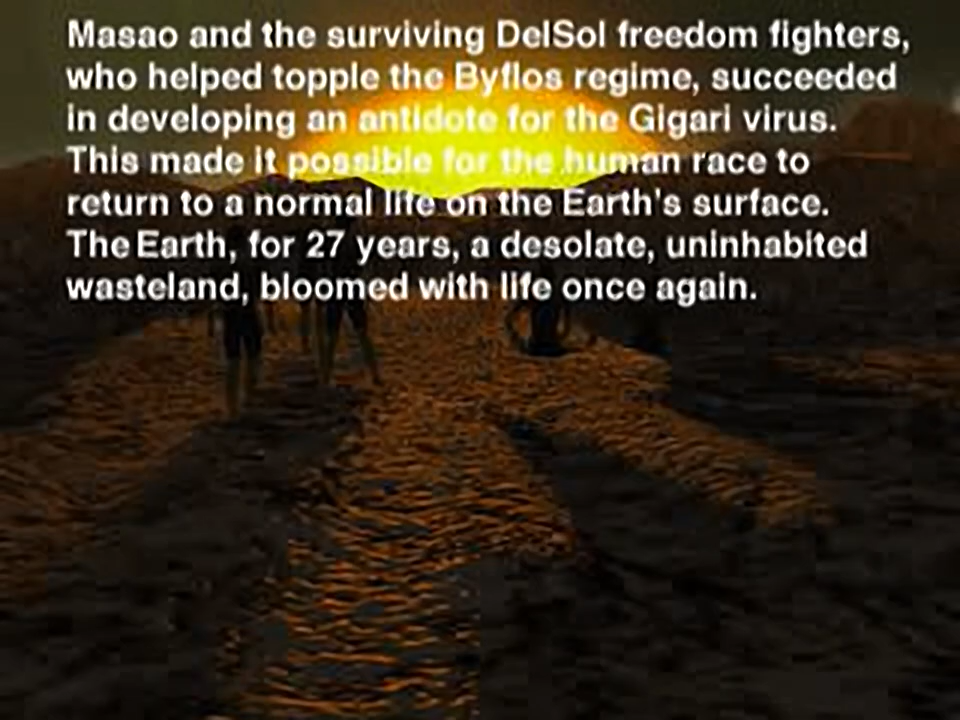 Masao and the surviving DelSol freedom fighters,
who helped topple the Byflos regime, succeeded
in developing an antidote for the Gigari virus.
This made it possible for the human race to
return to a normal life on the Earth's surface.
The Earth, for 27 years, a desolate, uninhabited
wasteland, bloomed with life once again.